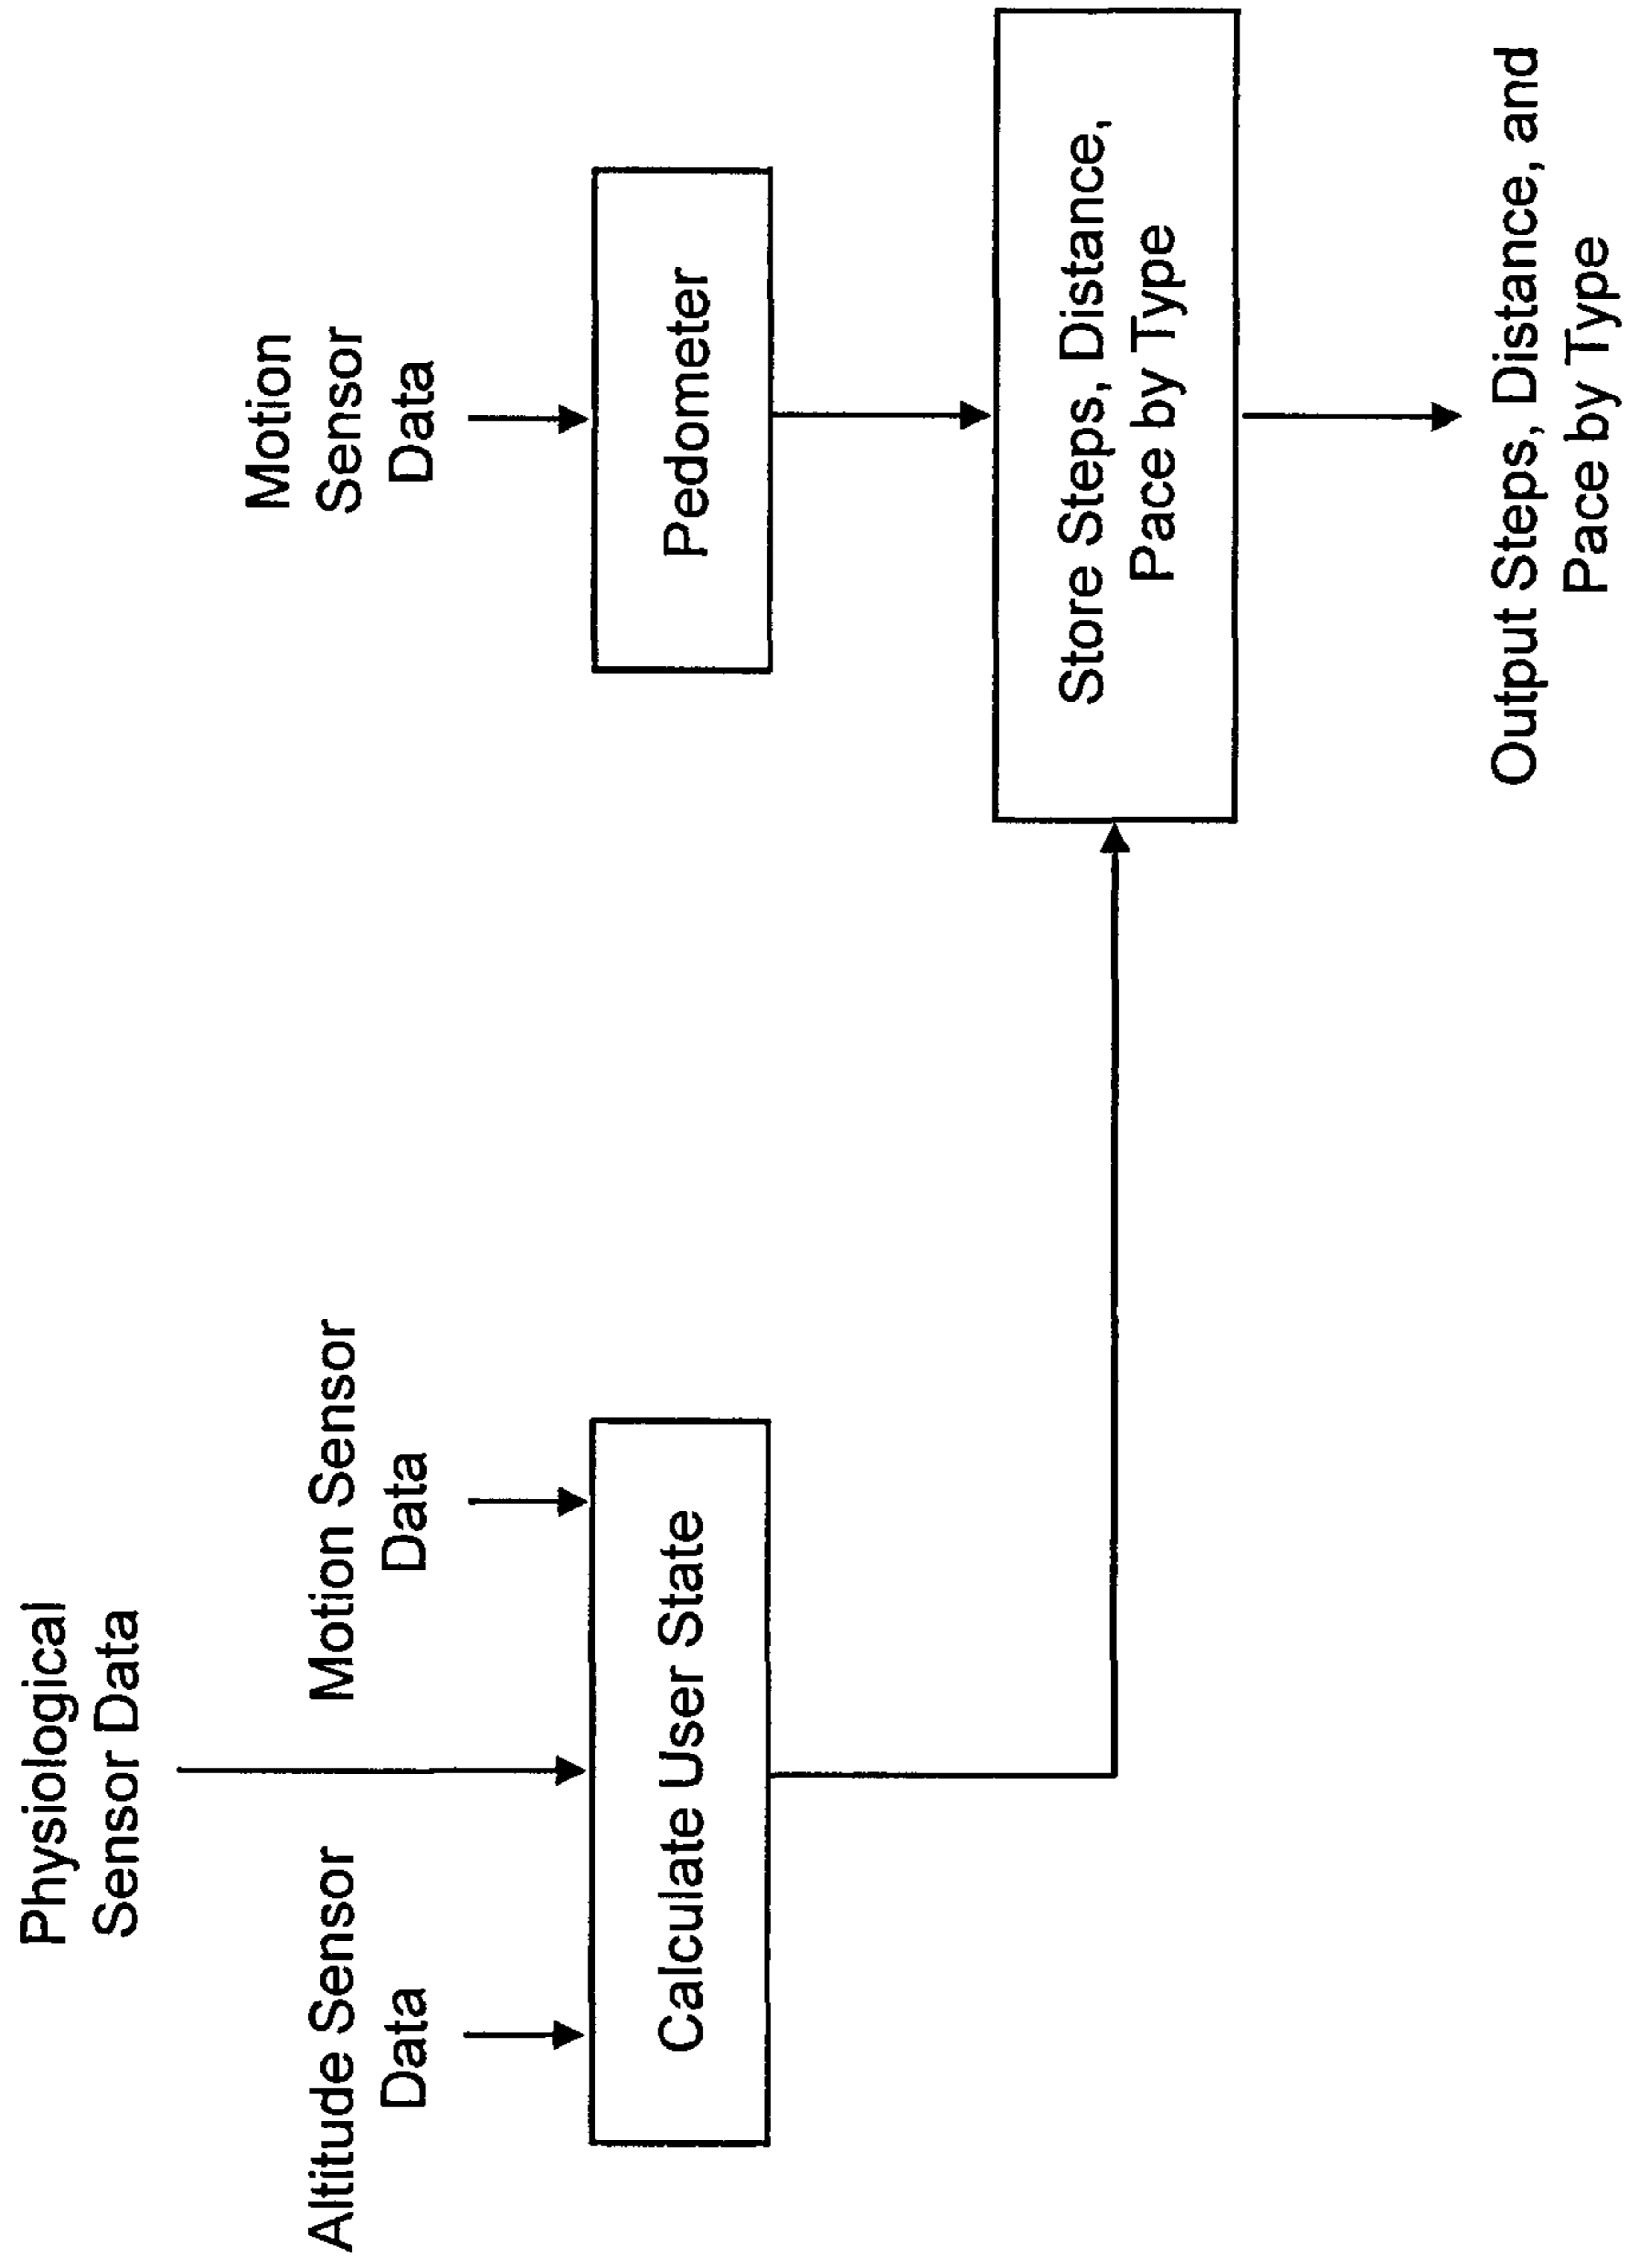 Physiological
Sensor Data
Altitude Sensor
Data
Motion Sensor
Data
Motion
Sensor
Data
Calculate User State
Pedometer
Store Steps, Distance,
Pace by Type
Output Steps, Distance, and
Pace by Type